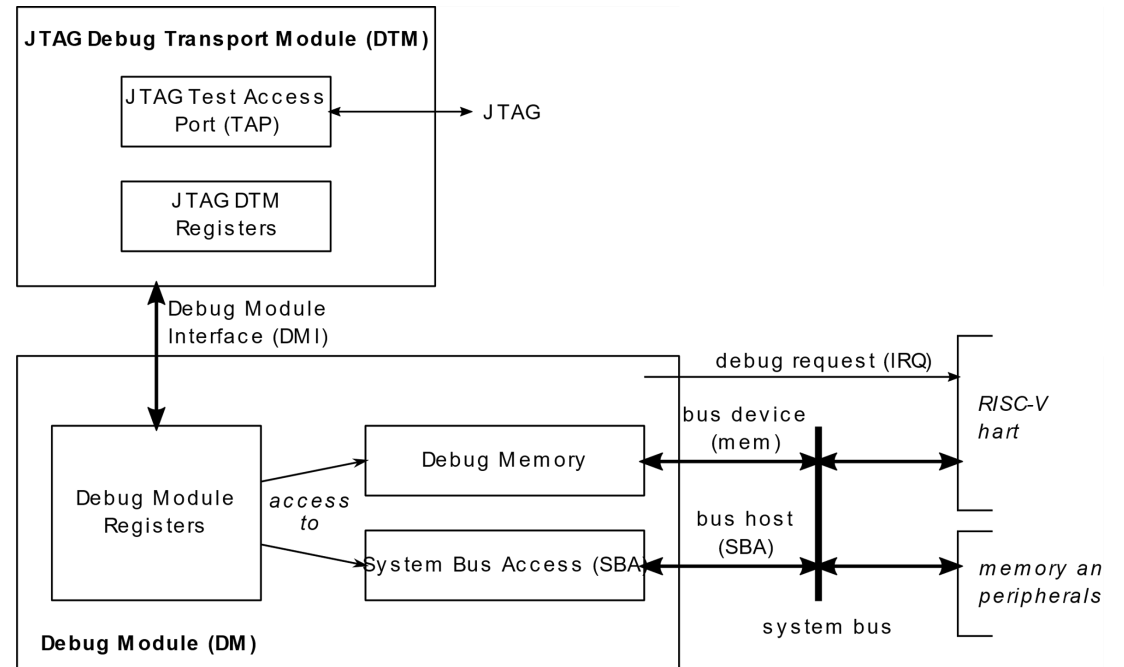 JTAG Debug Transport Module (DTM)
JTAG Test Access
Port (TAP)
JTAG
JTAG DTM
Registers
Debug Module
Interface (DMI)
debug request (IRQ)
RISC-V
hart
bus device
(mem)
Debug Memory
Debug Module
Registers
access
to
bus host
(SBA)
System Bus Access (SBA)
memory an
peripherals
system bus
Debug Module (DM)